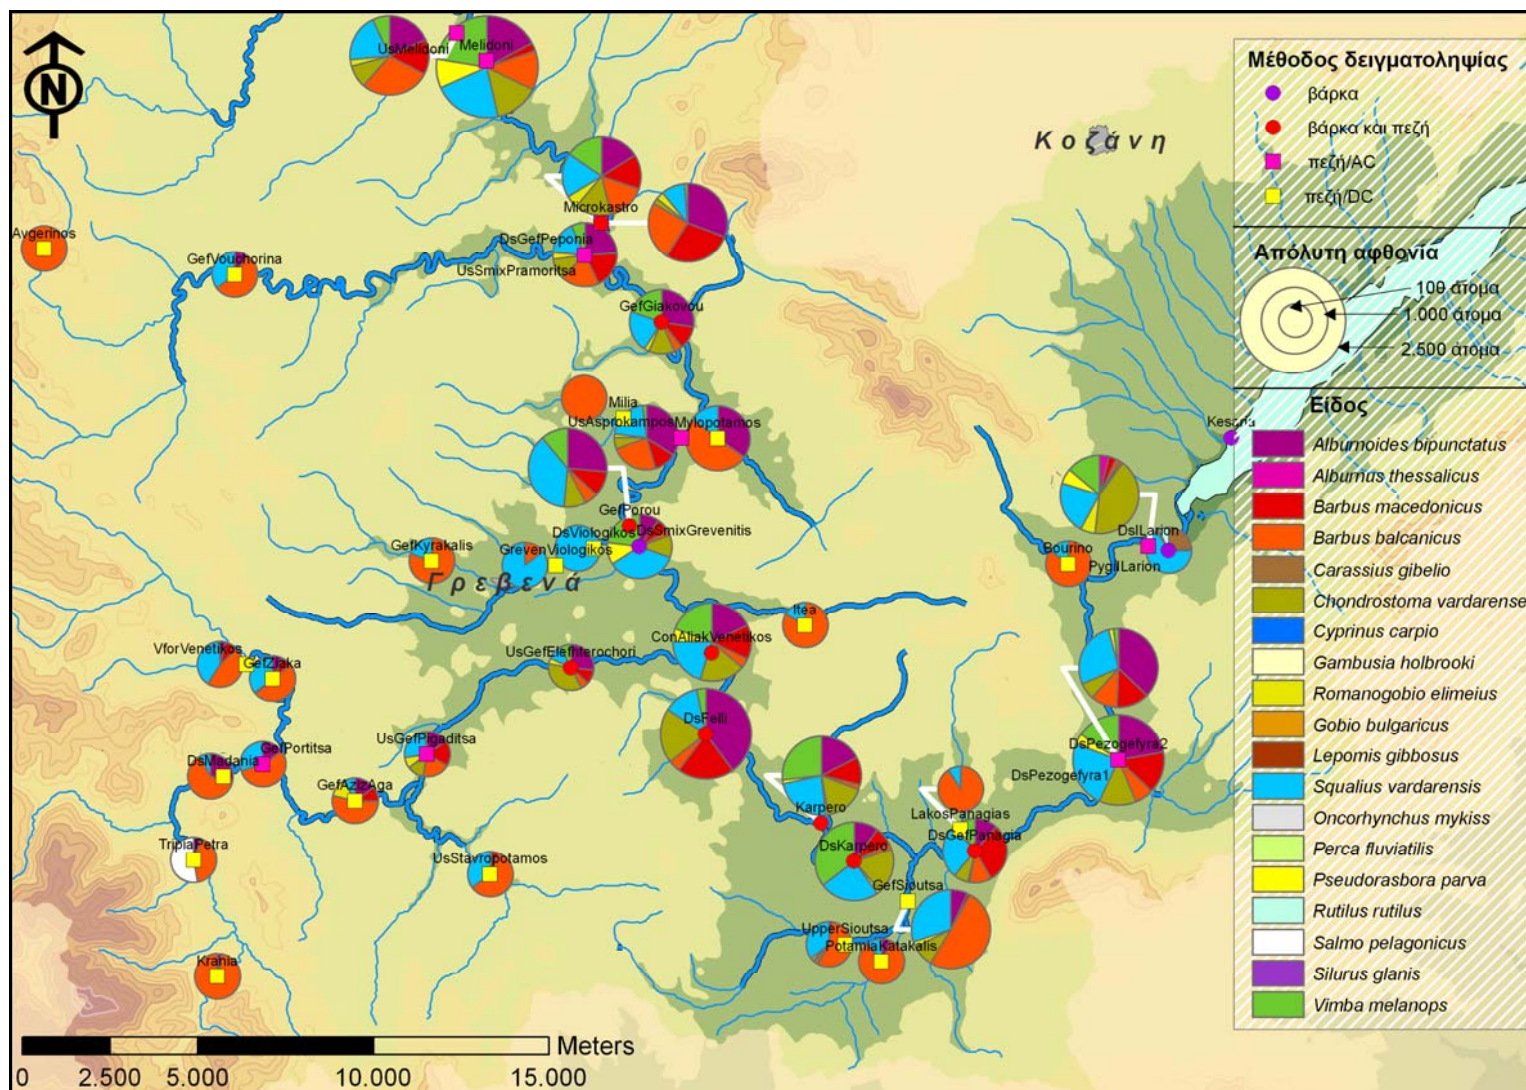 UsMelidoni
Melidoni
N
Κοζάνη
Microkastro
Avgerinos
DsGefPeponia
GefVouchorina
UsSmixPramoritsa
GefGiakovou
Milia
UsAsprokampos
Mylopotamos
Kesaria
GefPorou
DsViologikos
DsSmixGrevenitis
GrevenViologikos
GefKyrakalis
Γρεβενά
DsILarion
Bourino
PygiILarion
Itea
ConAliakVenetikos
UsGefElefhterochori
VforVenetikos
GefZiaka
DsFelli
UsGefPigaditsa
GefPortitsa
DsMadania
GefAzizAga
DsPezogefyra2
DsPezogefyra1
Karpero
LakosPanagias
DsGefPanagia
DsKarpero
TripiaPetra
UsStavropotamos
GefSioutsa
UpperSioutsa
PotamiaKatakalis
Krania
Meters
0 2.500 5.000 10.000 15.000
Μέθοδος δειγματοληψίας
βάρκα
βάρκα και πεζή
πεζή/AC
πεζή/DC
Απόλυτη αφθονία
100 άτομα
1.000 άτομα
2.500 άτομα
Είδος
Alburnoides bipunctatus
Alburnus thessalicus
Barbus macedonicus
Barbus balcanicus
Carassius gibelio
Chondrostoma vardarense
Cyprinus carpio
Gambusia holbrooki
Romanogobio elimeius
Gobio bulgaricus
Lepomis gibbosus
Squalius vardarensis
Oncorhynchus mykiss
Perca fluviatilis
Pseudorasbora parva
Rutilus rutilus
Salmo pelagonicus
Silurus glanis
Vimba melanops